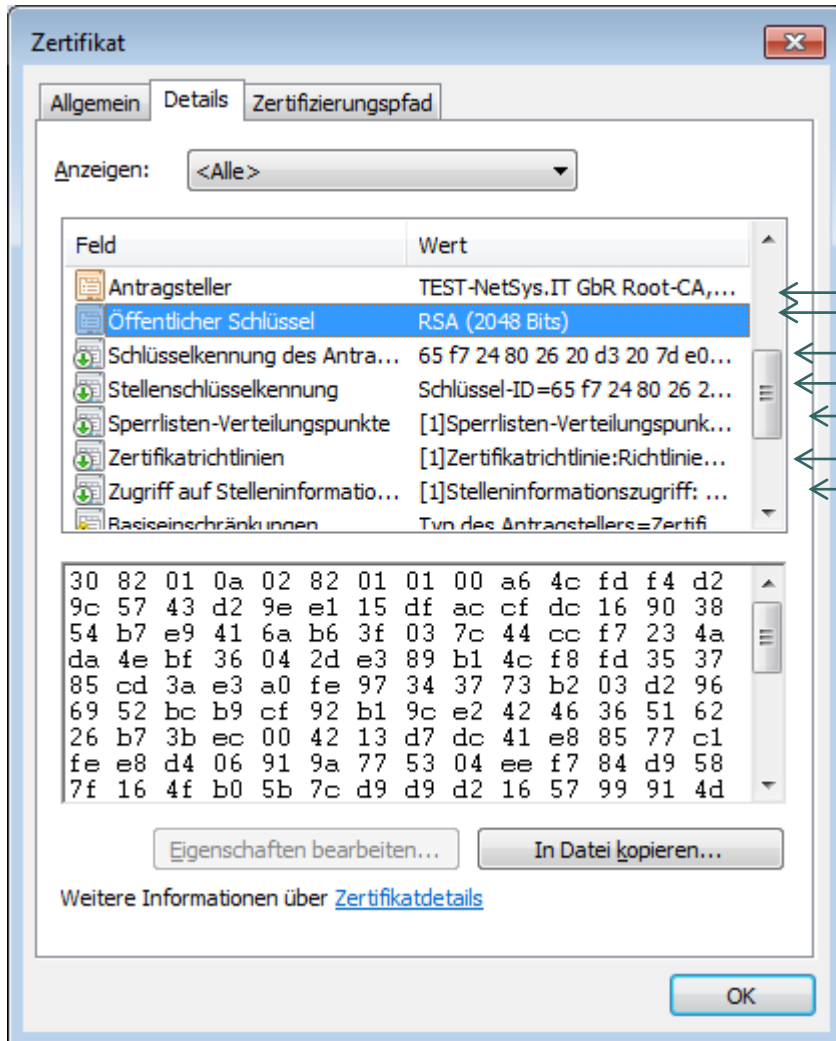 Zertifikat
Allgemein Details Zertifizierungspfad
Anzeigen: <Alle>
Feld Wert
Antragsteller TEST-NetSys.IT GbR Root-CA,...
Öffentlicher Schlüssel RSA (2048 Bits)
Schlüsselkennung des Antra... 65 f7 24 80 26 20 d3 20 7d e0...
Stellenschlüsselkennung Schlüssel-ID=65 f7 24 80 26 2...
Sperrlisten-Verteilungspunkte [1]Sperrlisten-Verteilungspunk...
Zertifikatrichtlinien [1]Zertifikatrichtlinie:Richtlinie...
Zugriff auf Stelleninformatio... [1]Stelleninformationszugriff: ...
Basiseinschränkungen Typ des Antragstellers=Zertifi
30 82 01 0a 02 82 01 01 00 a6 4c fd f4 d2
9c 57 43 d2 9e e1 15 df ac cf dc 16 90 38
54 b7 e9 41 6a b6 3f 03 7c 44 cc f7 23 4a
da 4e bf 36 04 2d e3 89 b1 4c f8 fd 35 37
85 cd 3a e3 a0 fe 97 34 37 73 b2 03 d2 96
69 52 bc b9 cf 92 b1 9c e2 42 46 36 51 62
26 b7 3b ec 00 42 13 d7 dc 41 e8 85 77 c1
fe e8 d4 06 91 9a 77 53 04 ee f7 84 d9 58
7f 16 4f b0 5b 7c d9 d9 d2 16 57 99 91 4d
Eigenschaften bearbeiten... In Datei kopieren...
Weitere Informationen über Zertifikatdetails
OK